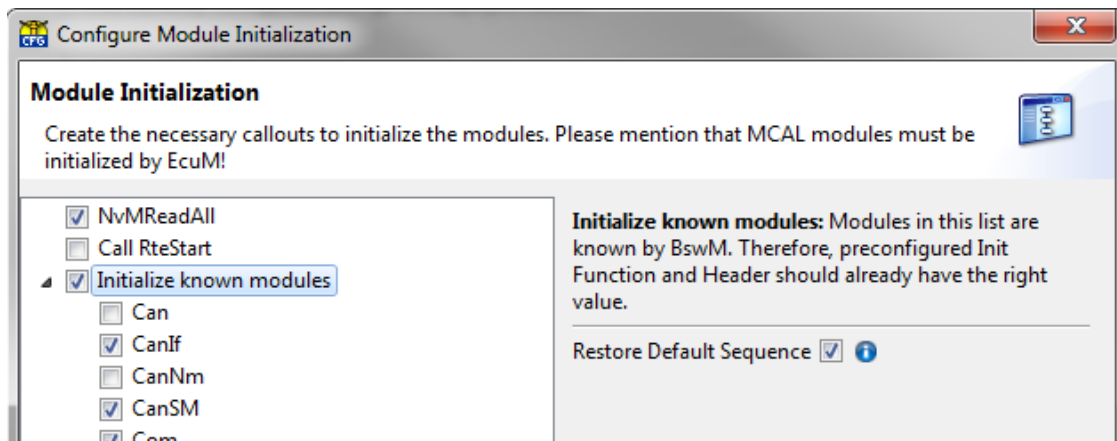 CFG Configure Module Initialization
Module Initialization
Create the necessary callouts to initialize the modules. Please mention that MCAL modules must be
initialized by EcuM!
NvMReadAll
Call RteStart
Initialize known modules
Can
CanIf
CanNm
CanSM
Com
Initialize known modules: Modules in this list are
known by BswM. Therefore, preconfigured Init
Function and Header should already have the right
value.
Restore Default Sequence